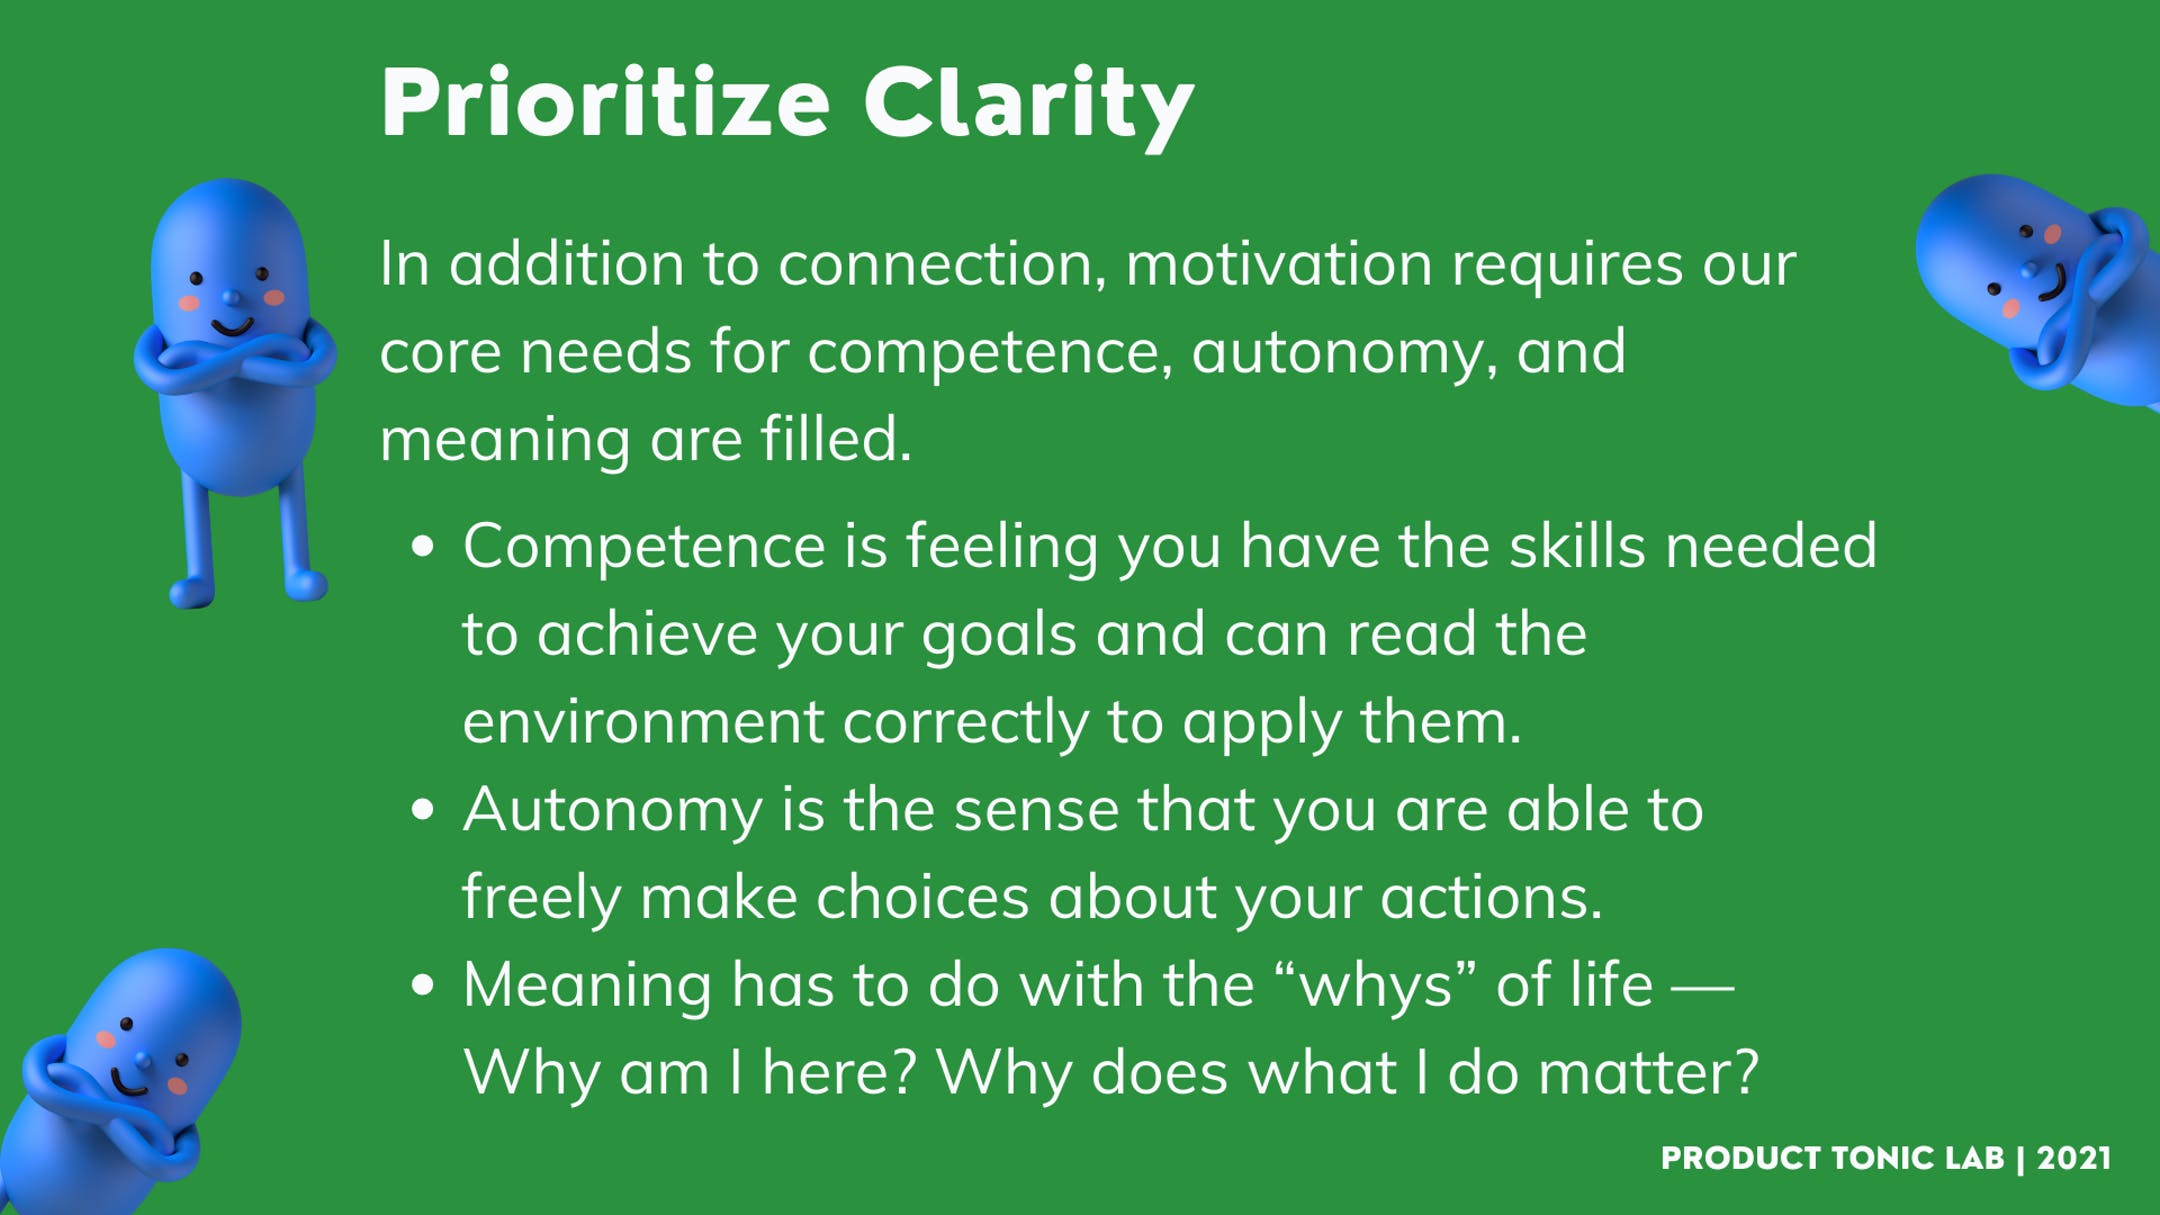 Prioritize Clarity
In addition to connection, motivation requires our
core needs for competence, autonomy, and
meaning are filled.
• Competence is feeling you have the skills needed
to achieve your goals and can read the
environment correctly to apply them.
• Autonomy is the sense that you are able to
freely make choices about your actions.
• Meaning has to do with the “whys” of life —
Why am I here? Why does what I do matter?
PRODUCT TONIC LAB | 2021